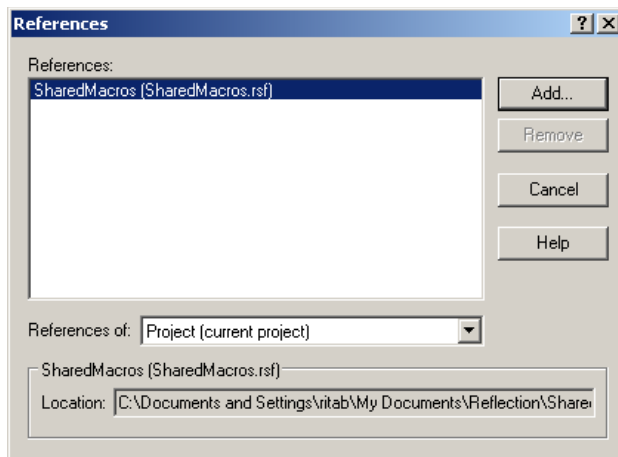 References
References:
SharedMacros (SharedMacros.rsf)
Add...
Remove
Cancel
Help
References of: Project (current project)
SharedMacros (SharedMacros.rsf)
Location: C:\Documents and Settings\ritab\My Documents\Reflection\Share